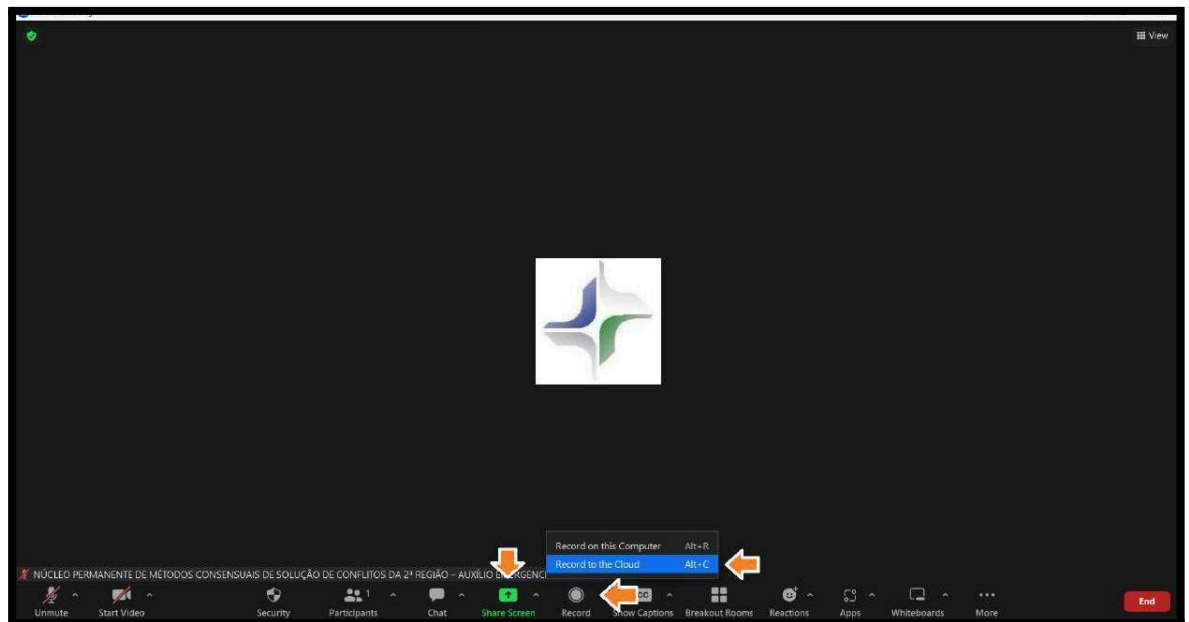 View
Record on this Computer Alt+R
Record to the Cloud Alt+C
NÚCLEO PERMANENTE DE MÉTODOS CONSENSUAIS DE SOLUÇÃO DE CONFLITOS DA 2ª REGIÃO – AUXÍLIO
1
CC
Unmute Start Video Security Participants Chat Share Screen Record Show Captions Breakout Rooms Reactions Apps Whiteboards More End